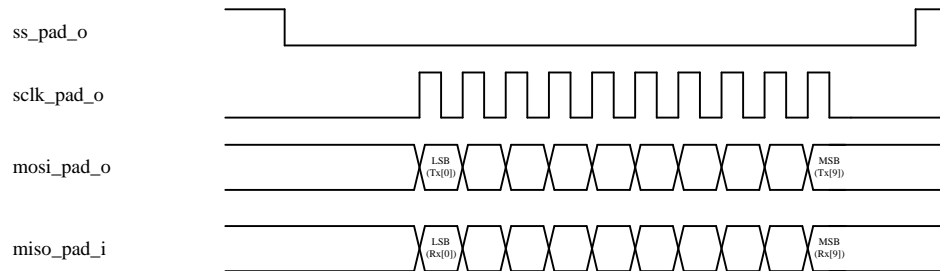 ss_pad_o
sclk_pad_o
mosi_pad_o
LSB
(Tx[0])
MSB
(Tx[9])
miso_pad_i
LSB
(Rx[0])
MSB
(Rx[9])